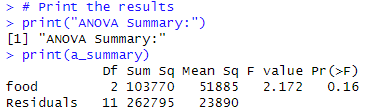 > # Print the results
> print("ANOVA Summary:")
[1] "ANOVA Summary:"
> print(a_summary)
            Df Sum Sq Mean Sq F value Pr(>F)
food         2 103770   51885   2.172   0.16
Residuals   11 262795   23890